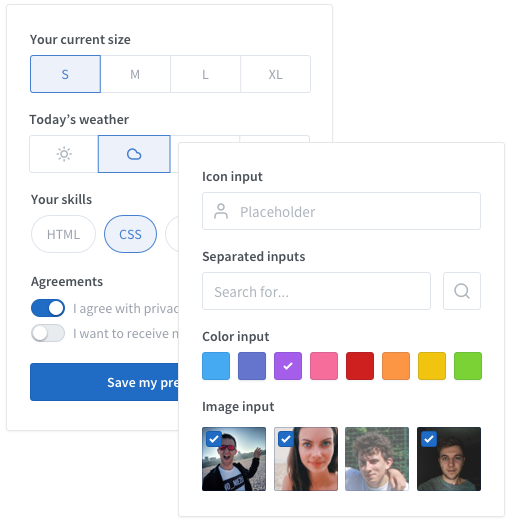 Your current size
S M L XL
Today's weather
Your skills
HTML CSS
Agreements
I agree with privac
I want to receive n
Save my pre
Icon input
Placeholder
Separated inputs
Search for...
Color input
Image input